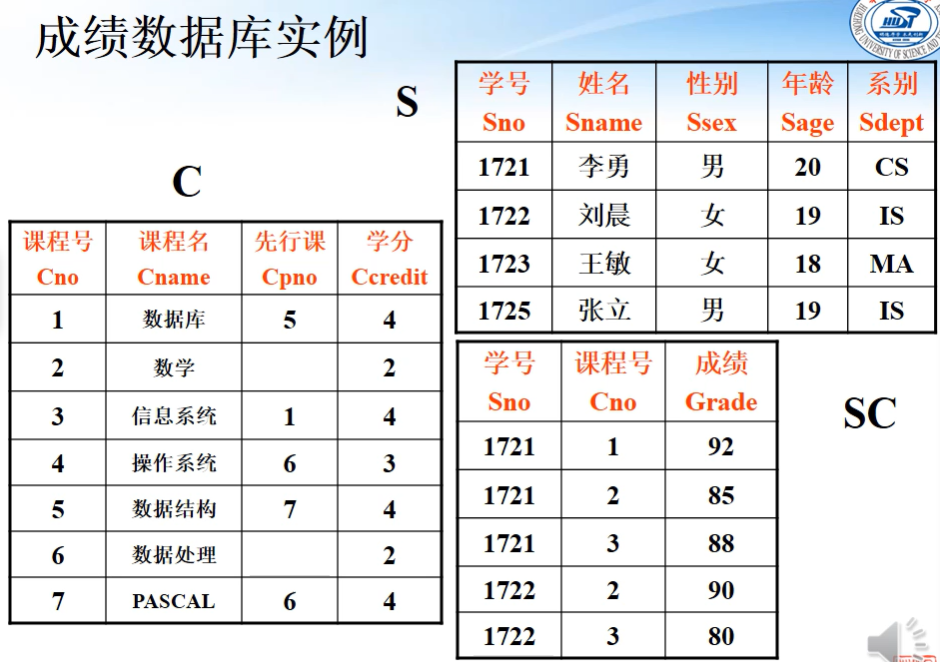 成绩数据库实例
S
学号 姓名 性别 年龄 系别
Sno Sname Ssex Sage Sdept
1721 李勇 男 20 CS
1722 刘晨 女 19 IS
1723 王敏 女 18 MA
1725 张立 男 19 IS
C
课程号 课程名 先行课 学分
Cno Cname Cpno Ccredit
1 数据库 5 4
2 数学 2
3 信息系统 1 4
4 操作系统 6 3
5 数据结构 7 4
6 数据处理 2
7 PASCAL 6 4
学号 课程号 成绩
Sno Cno Grade
1721 1 92
1721 2 85
1721 3 88
1722 2 90
1722 3 80
SC
HUST